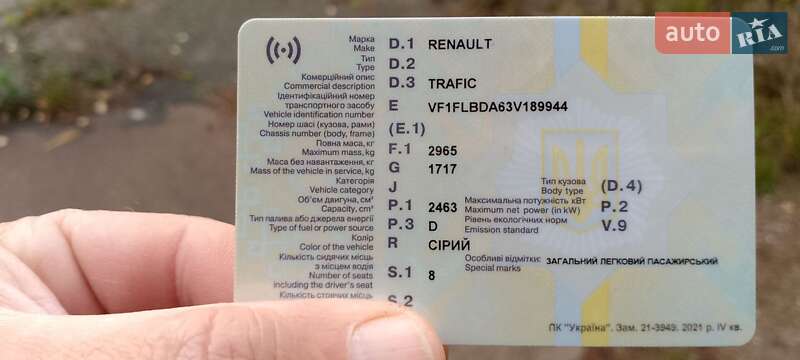 auto RIA .com
Марка
Make D.1 RENAULT
Тип
Type D.2
Комерційний опис
Commercial description D.3 TRAFIC
Ідентифікаційний номер
транспортного засобу
Vehicle identification number E VF1FLBDA63V189944
Номер шасі (кузова, рами)
Chassis number (body, frame) (E.1)
Повна маса, кг
Maximum mass, kg F.1 2965
Маса без навантаження, кг
Mass of the vehicle in service, kg G 1717
Категорія
Vehicle category J
Тип кузова
Body type (D.4)
Об'єм двигуна, см³
Capacity, cm³ P.1 2463
Максимальна потужність кВт
Maximum net power (in kW) P.2
Тип палива або джерела енергії
Type of fuel or power source P.3 D
Рівень екологічних норм
Emission standard V.9
Колір
Color of the vehicle R СІРИЙ
Кількість сидячих місць
з місцем водія
Number of seats
including the driver's seat S.1 8
Особливі відмітки: ЗАГАЛЬНИЙ ЛЕГКОВИЙ ПАСАЖИРСЬКИЙ
Special marks
Кількість стоячих місць S.2
ПК "Україна". Зам. 21-3949. 2021 р. IV кв.